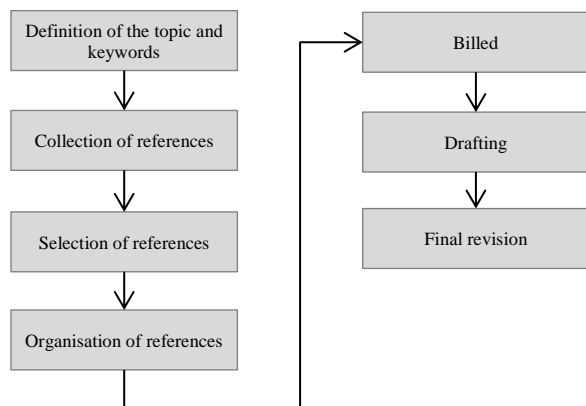 Definition of the topic and
keywords
Collection of references
Selection of references
Organisation of references
Billed
Drafting
Final revision